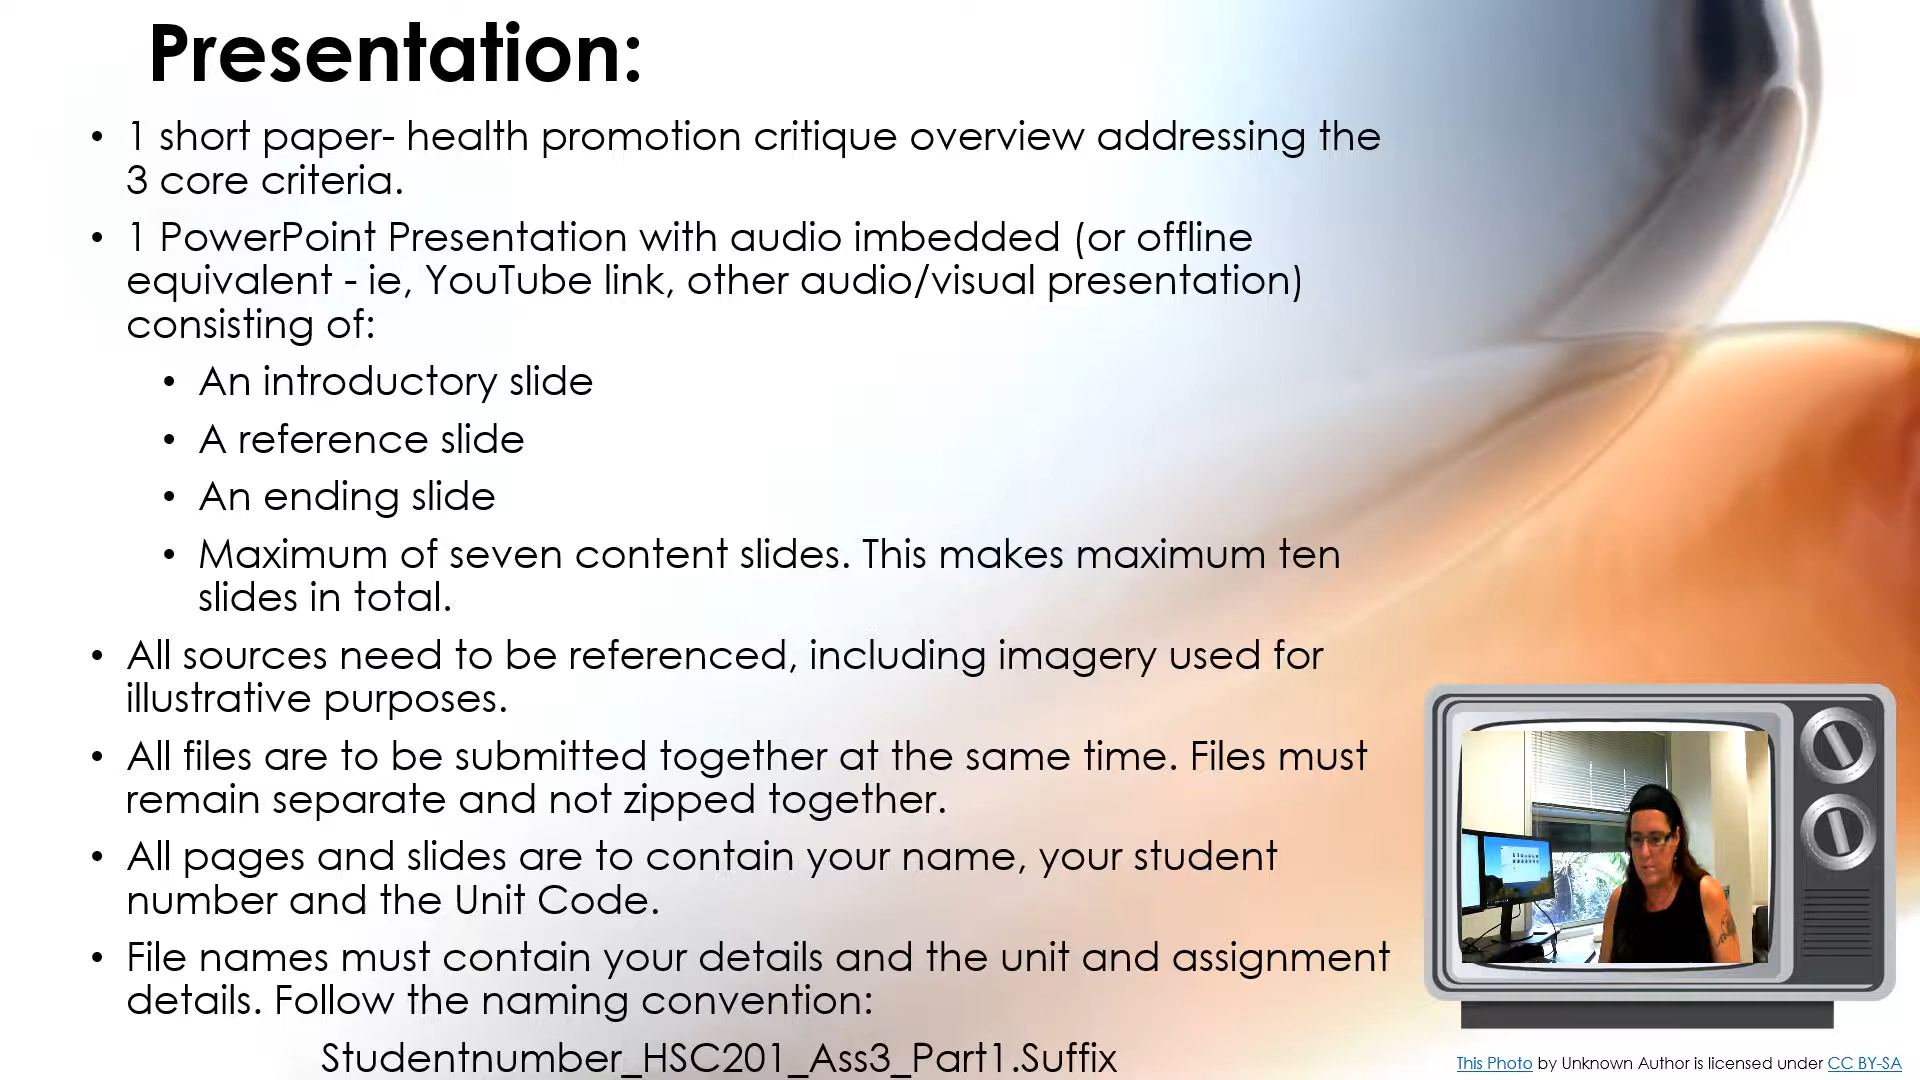 Presentation:
• 1 short paper- health promotion critique overview addressing the
3 core criteria.
• 1 PowerPoint Presentation with audio imbedded (or offline
equivalent - ie, YouTube link, other audio/visual presentation)
consisting of:
• An introductory slide
• A reference slide
• An ending slide
• Maximum of seven content slides. This makes maximum ten
slides in total.
• All sources need to be referenced, including imagery used for
illustrative purposes.
• All files are to be submitted together at the same time. Files must
remain separate and not zipped together.
• All pages and slides are to contain your name, your student
number and the Unit Code.
• File names must contain your details and the unit and assignment
details. Follow the naming convention:
Studentnumber_HSC201_Ass3_Part1.Suffix
This Photo by Unknown Author is licensed under CC BY-SA